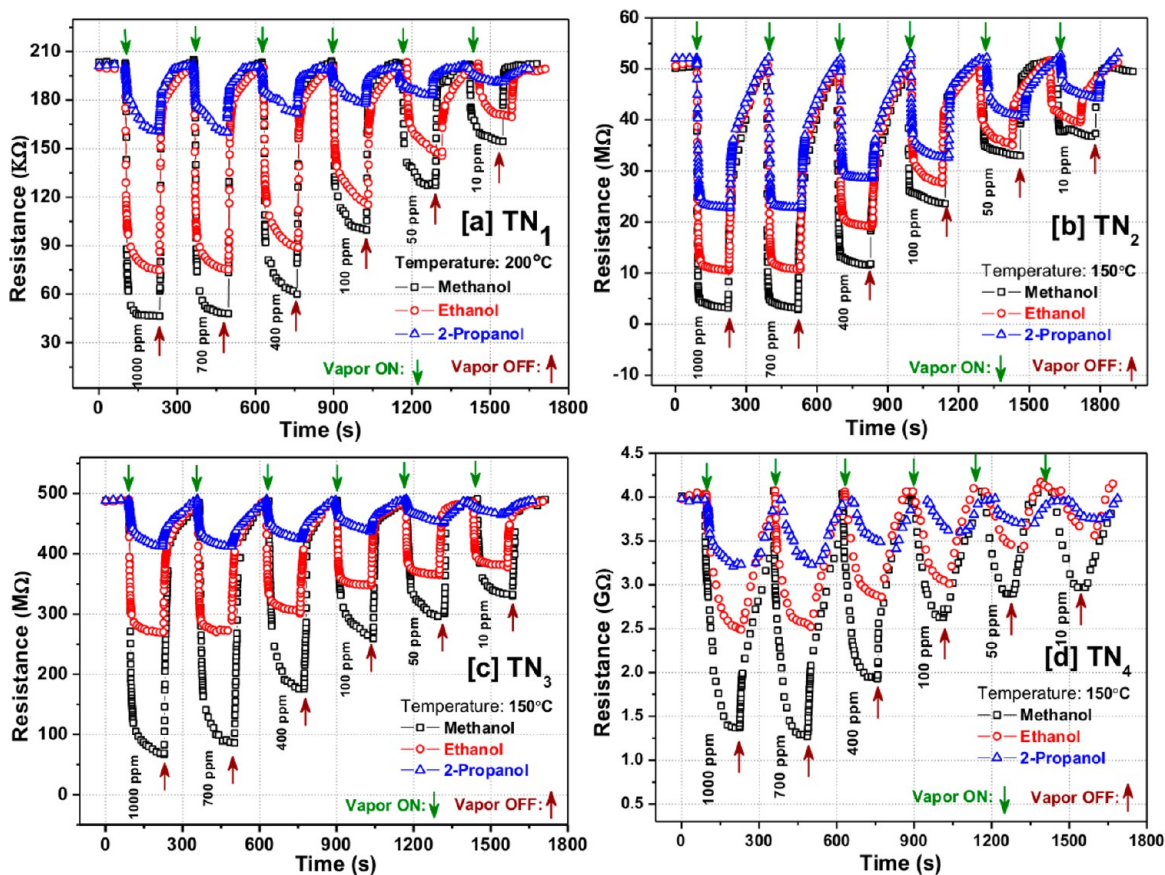 210
180
150
120
90
60
30
Resistance (KΩ)
1000 ppm
700 ppm
400 ppm
100 ppm
50 ppm
10 ppm
[a] TN1
Temperature: 200°C
Methanol
Ethanol
2-Propanol
Vapor ON: Vapor OFF:
0 300 600 900 1200 1500 1800
Time (s)
60
50
40
30
20
10
0
-10
Resistance (MΩ)
1000 ppm
700 ppm
400 ppm
100 ppm
50 ppm
10 ppm
[b] TN2
Temperature: 150°C
Methanol
Ethanol
2-Propanol
Vapor ON: Vapor OFF:
0 300 600 900 1200 1500 1800
Time (s)
500
400
300
200
100
0
Resistance (MΩ)
1000 ppm
700 ppm
400 ppm
100 ppm
50 ppm
10 ppm
[c] TN3
Temperature: 150°C
Methanol
Ethanol
2-Propanol
Vapor ON: Vapor OFF:
0 300 600 900 1200 1500 1800
Time (s)
4.5
4.0
3.5
3.0
2.5
2.0
1.5
1.0
0.5
Resistance (GΩ)
1000 ppm
700 ppm
400 ppm
100 ppm
50 ppm
10 ppm
[d] TN4
Temperature: 150°C
Methanol
Ethanol
2-Propanol
Vapor ON: Vapor OFF:
0 300 600 900 1200 1500 1800
Time (s)